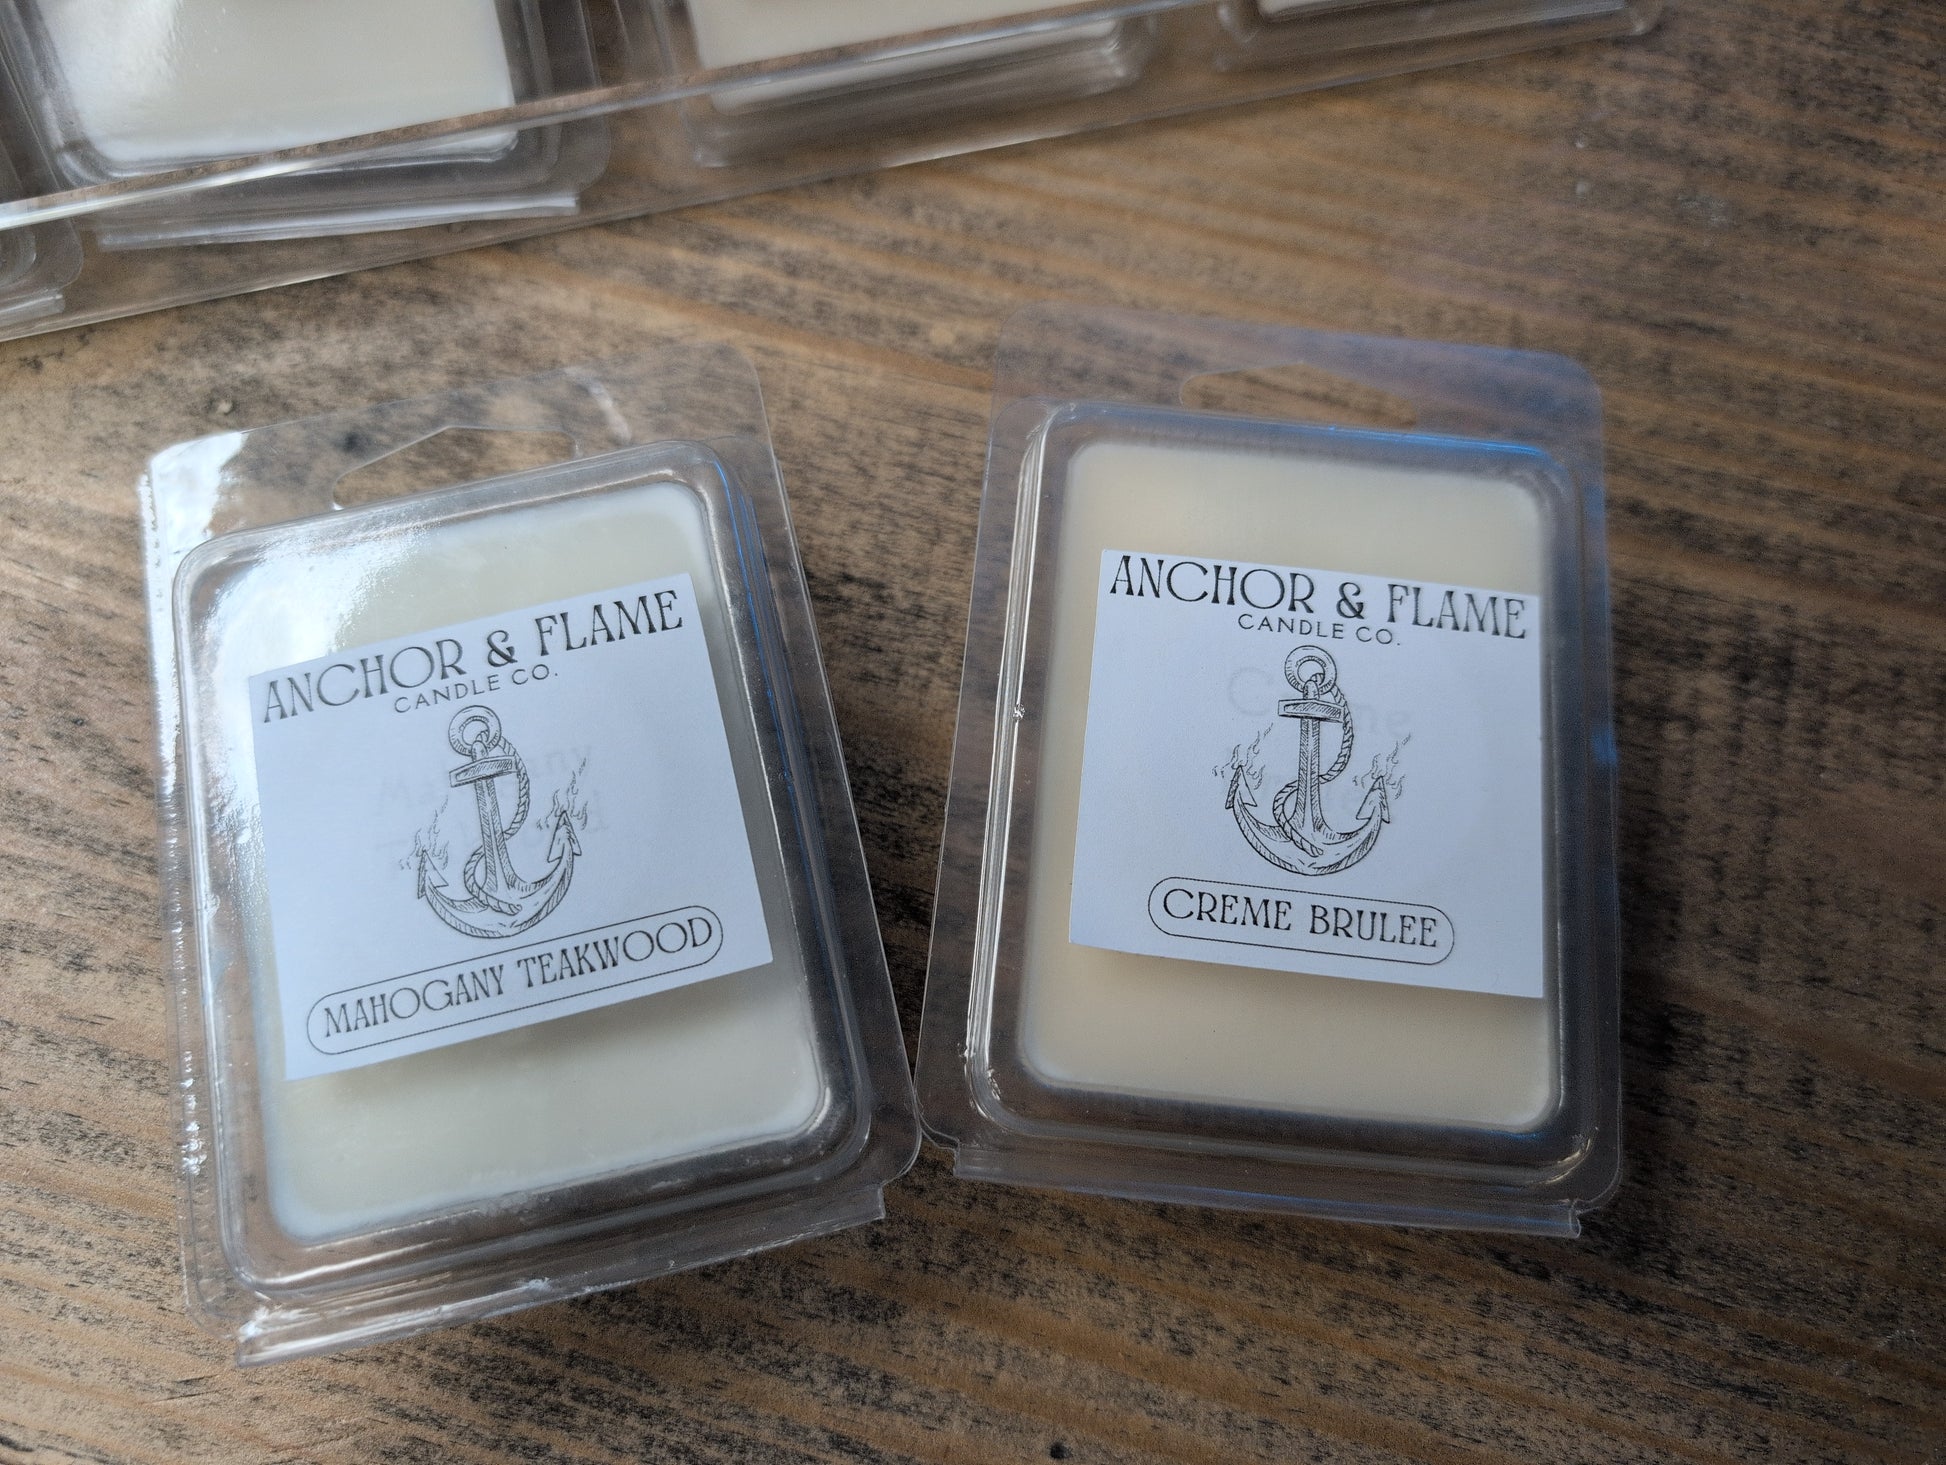 ANCHOR & FLAME
CANDLE CO.
MAHOGANY TEAKWOOD
ANCHOR & FLAME
CANDLE CO.
CREME BRULEE